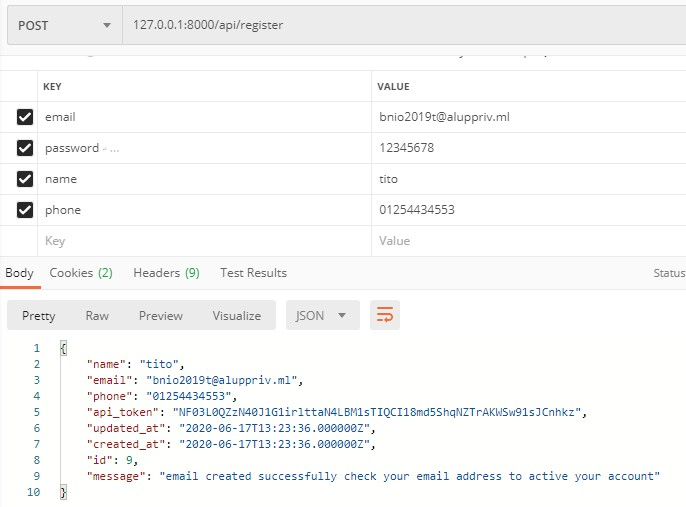 POST 127.0.0.1:8000/api/register
KEY VALUE
email bnio2019t@aluppriv.ml
password - ... 12345678
name tito
phone 01254434553
Key Value
Body Cookies (2) Headers (9) Test Results Status
Pretty Raw Preview Visualize JSON
1 {
2 "name": "tito",
3 "email": "bnio2019t@aluppriv.ml",
4 "phone": "01254434553",
5 "api_token": "NF03L0QZzN40J1G1irlttaN4LBM1sTIQCI18md5ShqNZTrAKWSw91sJCnhkz",
6 "updated_at": "2020-06-17T13:23:36.000000Z",
7 "created_at": "2020-06-17T13:23:36.000000Z",
8 "id": 9,
9 "message": "email created successfully check your email address to active your account"
10 }